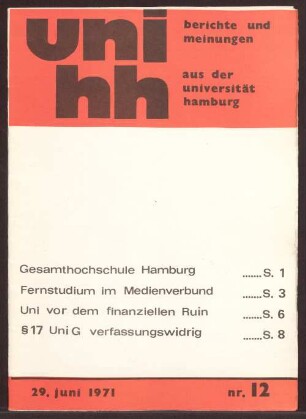 uni
hh
berichte und
meinungen
aus der
universität
hamburg
Gesamthochschule Hamburg .......S. 1
Fernstudium im Medienverbund .....S. 3
Uni vor dem finanziellen Ruin .....S. 6
§17 Uni G verfassungswidrig .....S. 8
29. juni 1971 nr. 12